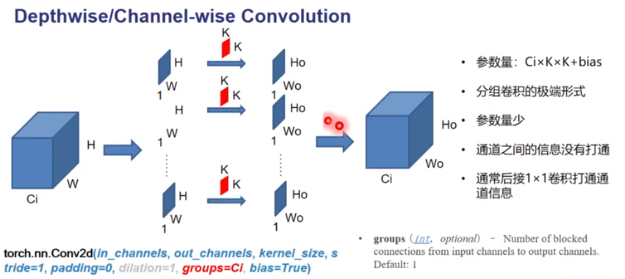 Depthwise/Channel-wise Convolution
H
W
Ci
H
W
1
K
K
Ho
Wo
1
H
W
1
K
K
Ho
Wo
1
H
W
1
K
K
Ho
Wo
1
Ho
Wo
Ci
• 参数量：Ci×K×K+bias
• 分组卷积的极端形式
• 参数量少
• 通道之间的信息没有打通
• 通常后接1×1卷积打通通
道信息
torch.nn.Conv2d(in_channels, out_channels, kernel_size, s
tride=1, padding=0, dilation=1, groups=CI, bias=True)
• groups (int, optional) – Number of blocked
connections from input channels to output channels.
Default: 1